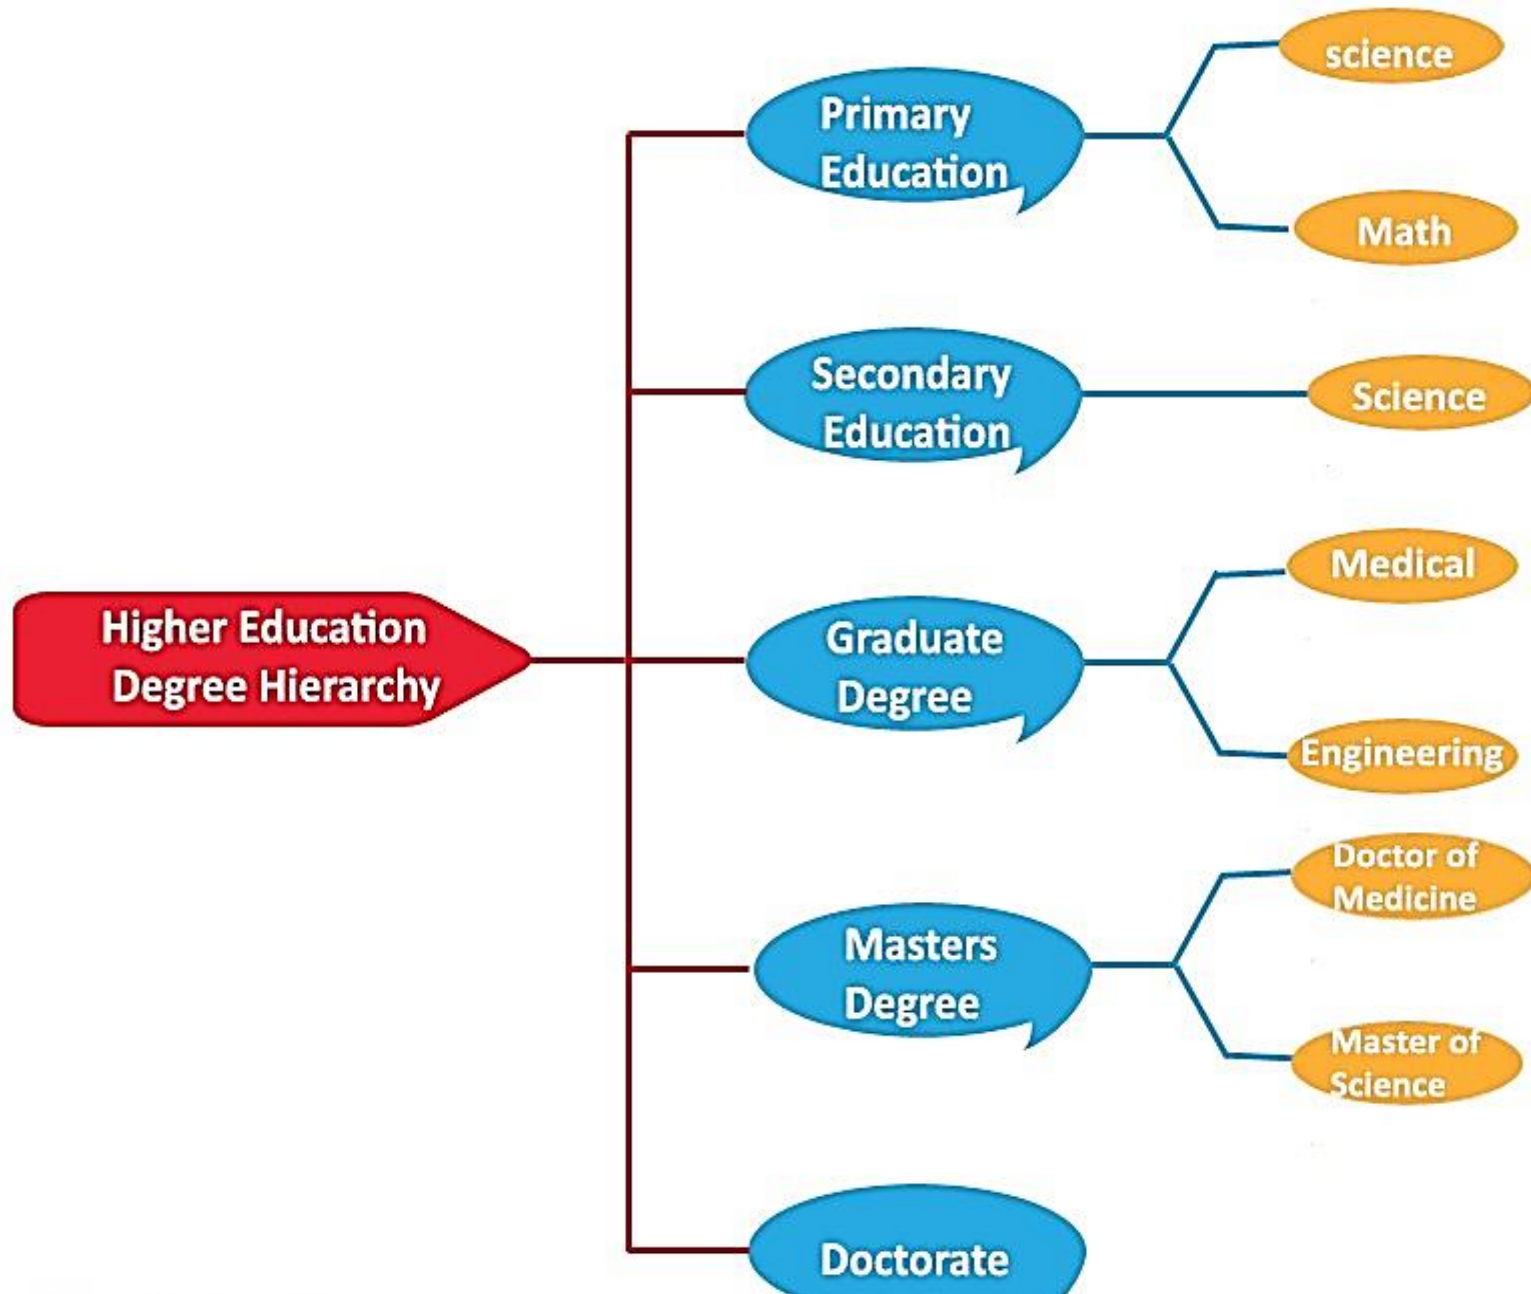 Higher Education
Degree Hierarchy
Primary
Education
science
Math
Secondary
Education
Science
Graduate
Degree
Medical
Engineering
Masters
Degree
Doctor of
Medicine
Master of
Science
Doctorate